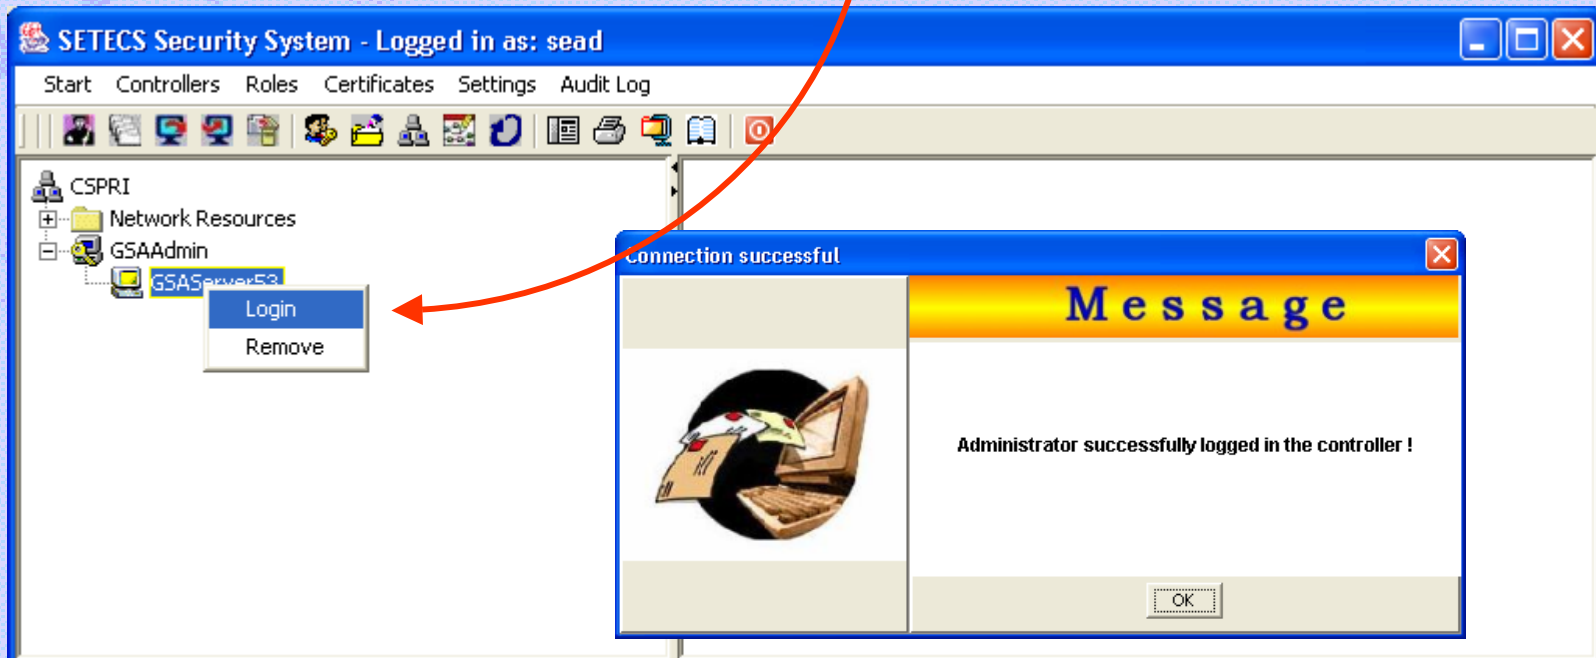 SETECS Security System - Logged in as: sead
Start Controllers Roles Certificates Settings Audit Log
CSPRI
Network Resources
GSAAdmin
GSAServer53
Login
Remove
Connection successful
Message
Administrator successfully logged in the controller !
OK